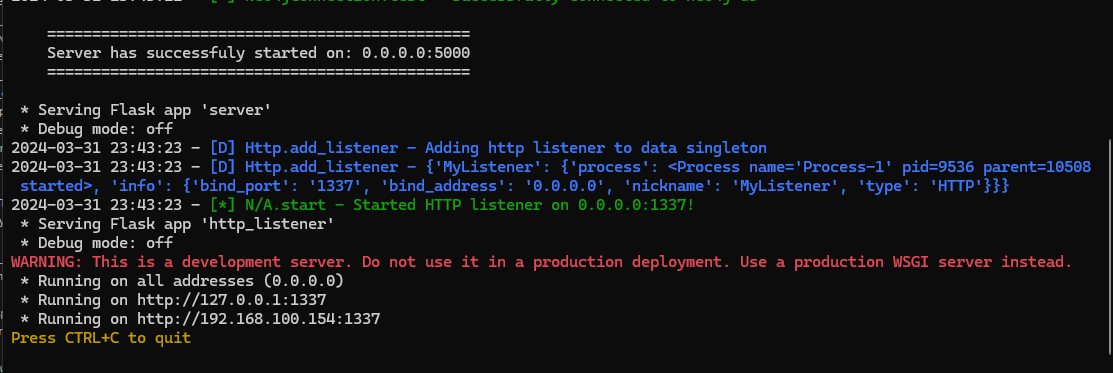 =============================================
Server has successfuly started on: 0.0.0.0:5000
=============================================
* Serving Flask app 'server'
* Debug mode: off
2024-03-31 23:43:23 - [D] Http.add_listener - Adding http listener to data singleton
2024-03-31 23:43:23 - [D] Http.add_listener - {'MyListener': {'process': <Process name='Process-1' pid=9536 parent=10508
started>, 'info': {'bind_port': '1337', 'bind_address': '0.0.0.0', 'nickname': 'MyListener', 'type': 'HTTP'}}}
2024-03-31 23:43:23 - [*] N/A.start - Started HTTP listener on 0.0.0.0:1337!
* Serving Flask app 'http_listener'
* Debug mode: off
WARNING: This is a development server. Do not use it in a production deployment. Use a production WSGI server instead.
* Running on all addresses (0.0.0.0)
* Running on http://127.0.0.1:1337
* Running on http://192.168.100.154:1337
Press CTRL+C to quit